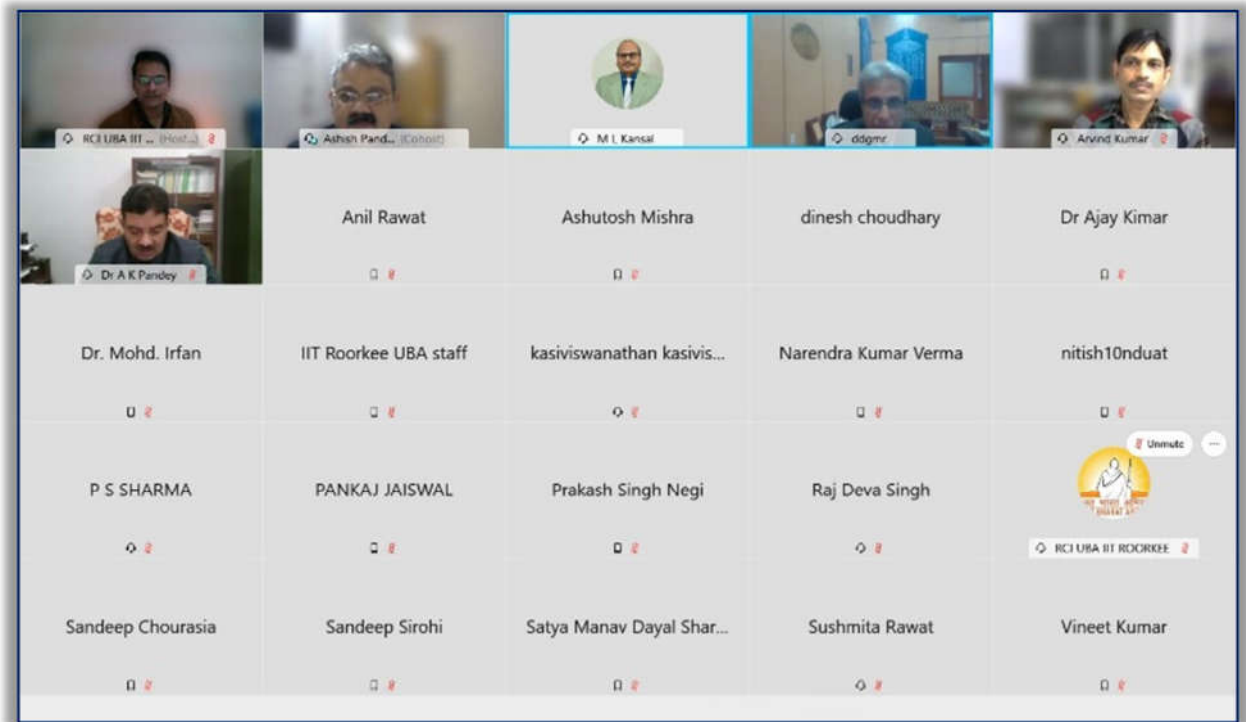 RCI UBA IIT ... (Host...)
Ashish Pand... (Cohost)
M L Kansal
ddgmr
Arvind Kumar
Dr A K Pandey
Anil Rawat
Ashutosh Mishra
dinesh choudhary
Dr Ajay Kimar
Dr. Mohd. Irfan
IIT Roorkee UBA staff
kasiviswanathan kasivis...
Narendra Kumar Verma
nitish10nduat
P S SHARMA
PANKAJ JAISWAL
Prakash Singh Negi
Raj Deva Singh
Unmute
RCI UBA IIT ROORKEE
Sandeep Chourasia
Sandeep Sirohi
Satya Manav Dayal Shar...
Sushmita Rawat
Vineet Kumar